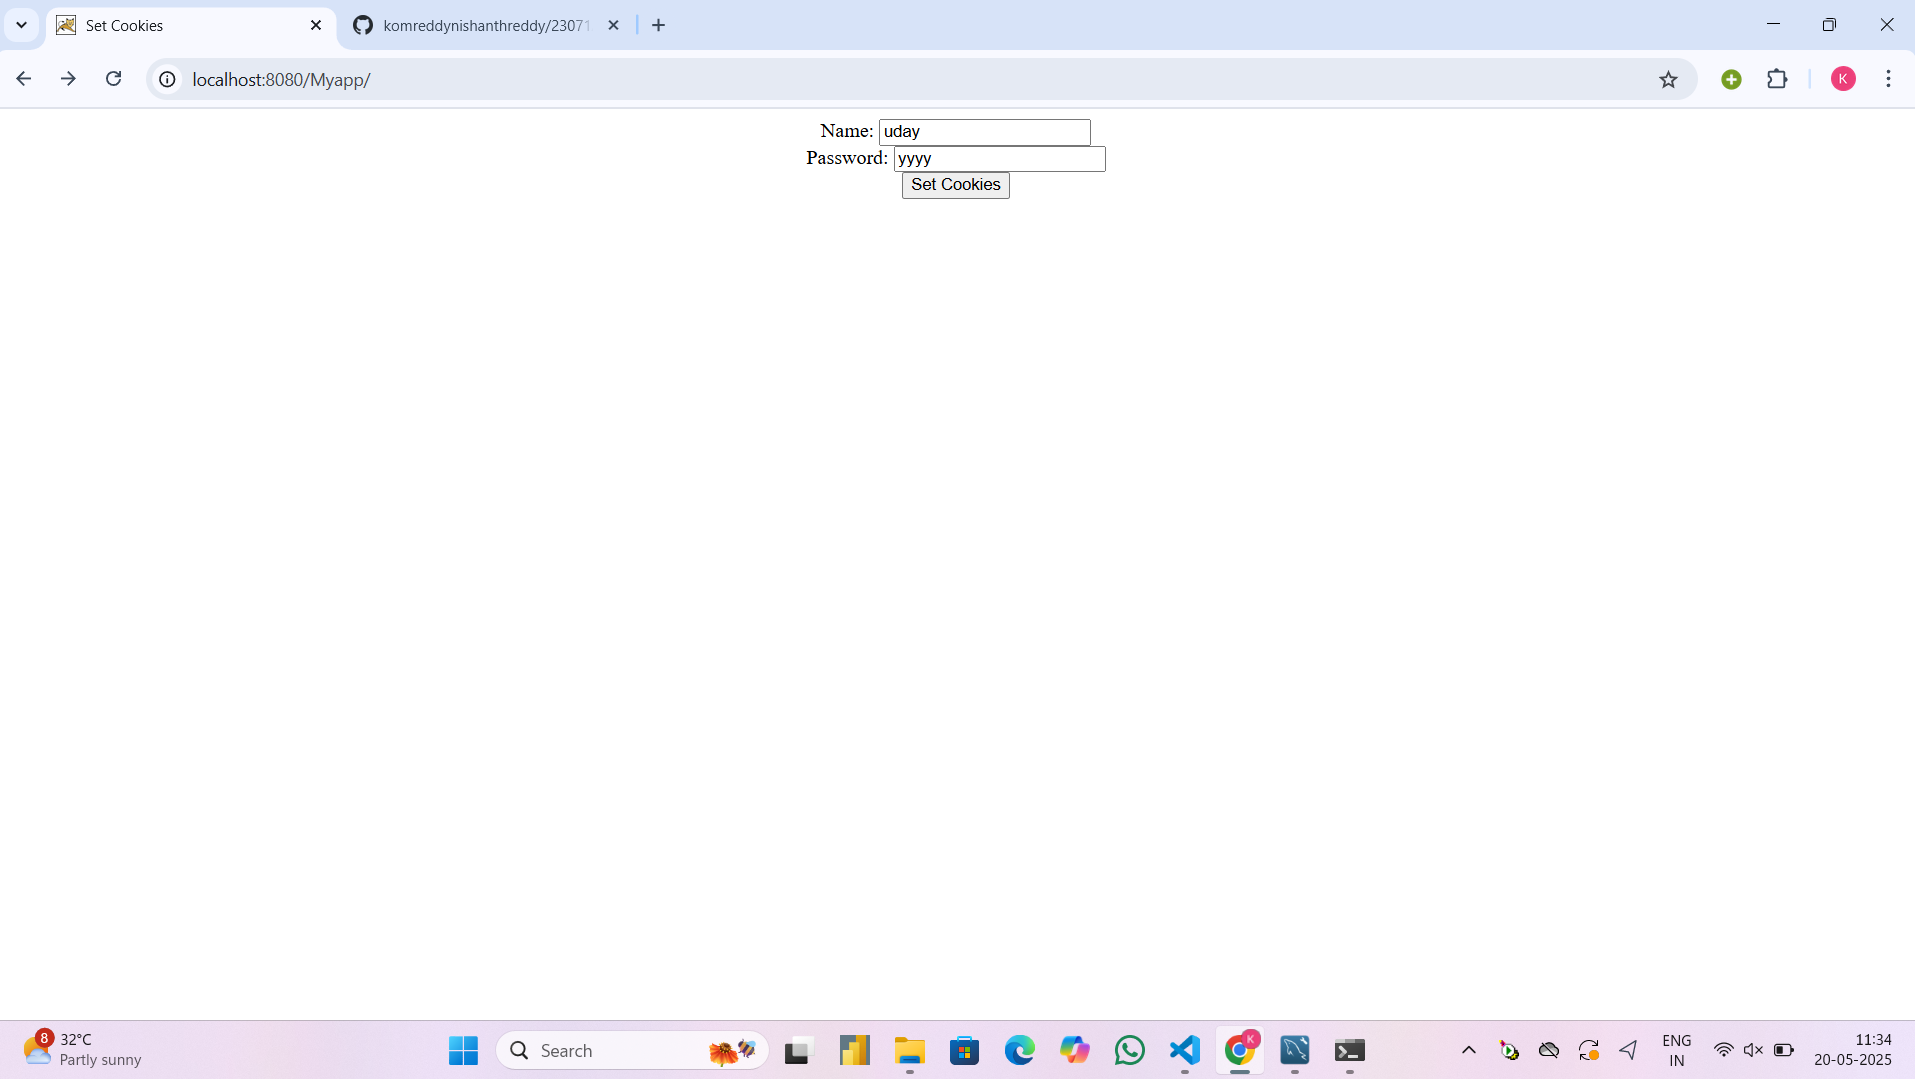 Set Cookies
komreddynishanthreddy/23071
localhost:8080/Myapp/
K
Name: uday
Password: yyyy
Set Cookies
8
32°C
Partly sunny
Search
K
ENG
IN
11:34
20-05-2025